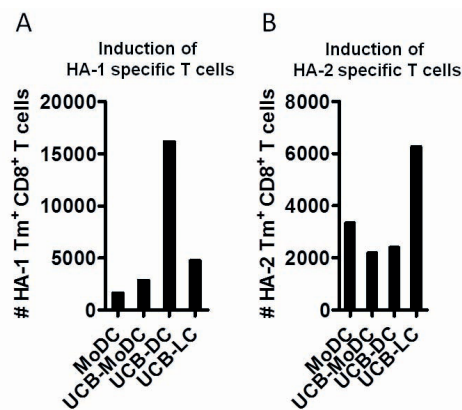 A
Induction of
HA-1 specific T cells
# HA-1 Tm⁺ CD8⁺ T cells
20000
15000
10000
5000
0
MoDC
UCB-MoDC
UCB-DC
UCB-LC
B
Induction of
HA-2 specific T cells
# HA-2 Tm⁺ CD8⁺ T cells
8000
6000
4000
2000
0
MoDC
UCB-MoDC
UCB-DC
UCB-LC